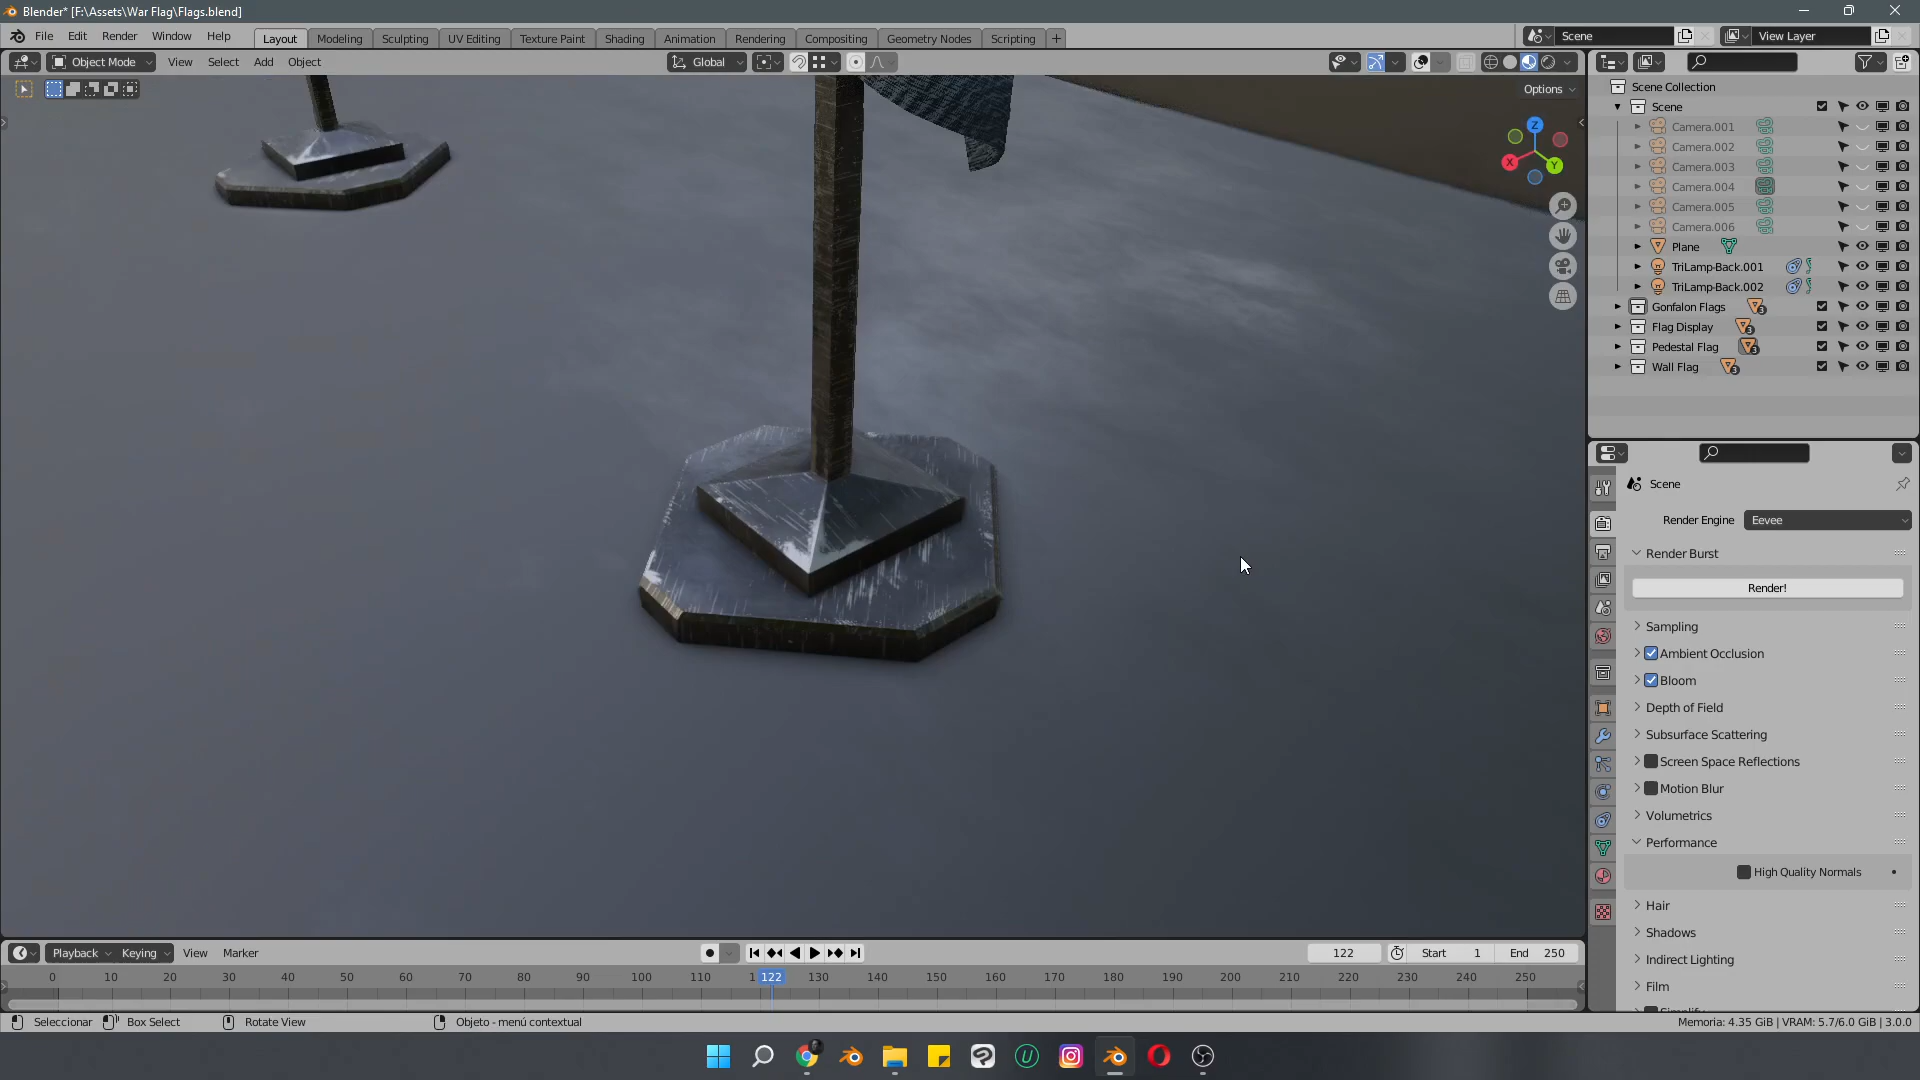 Blender* [F:\Assets\War Flag\Flags.blend]
File Edit Render Window Help Layout Modeling Sculpting UV Editing Texture Paint Shading Animation Rendering Compositing Geometry Nodes Scripting + Scene View Layer
Object Mode View Select Add Object Global
Options
Z
X
Y
Scene Collection
Scene
Camera.001
Camera.002
Camera.003
Camera.004
Camera.005
Camera.006
Plane
TriLamp-Back.001
TriLamp-Back.002
Gonfalon Flags 3
Flag Display 3
Pedestal Flag 3
Wall Flag 3
Scene
Render Engine Eevee
Render Burst
Render!
Sampling
Ambient Occlusion
Bloom
Depth of Field
Subsurface Scattering
Screen Space Reflections
Motion Blur
Volumetrics
Performance
High Quality Normals
Hair
Shadows
Indirect Lighting
Film
Playback Keying View Marker 122 Start 1 End 250
0 10 20 30 40 50 60 70 80 90 100 110 122 130 140 150 160 170 180 190 200 210 220 230 240 250
Seleccionar Box Select Rotate View Objeto - menú contextual Memoria: 4.35 GiB | VRAM: 5.7/6.0 GiB | 3.0.0